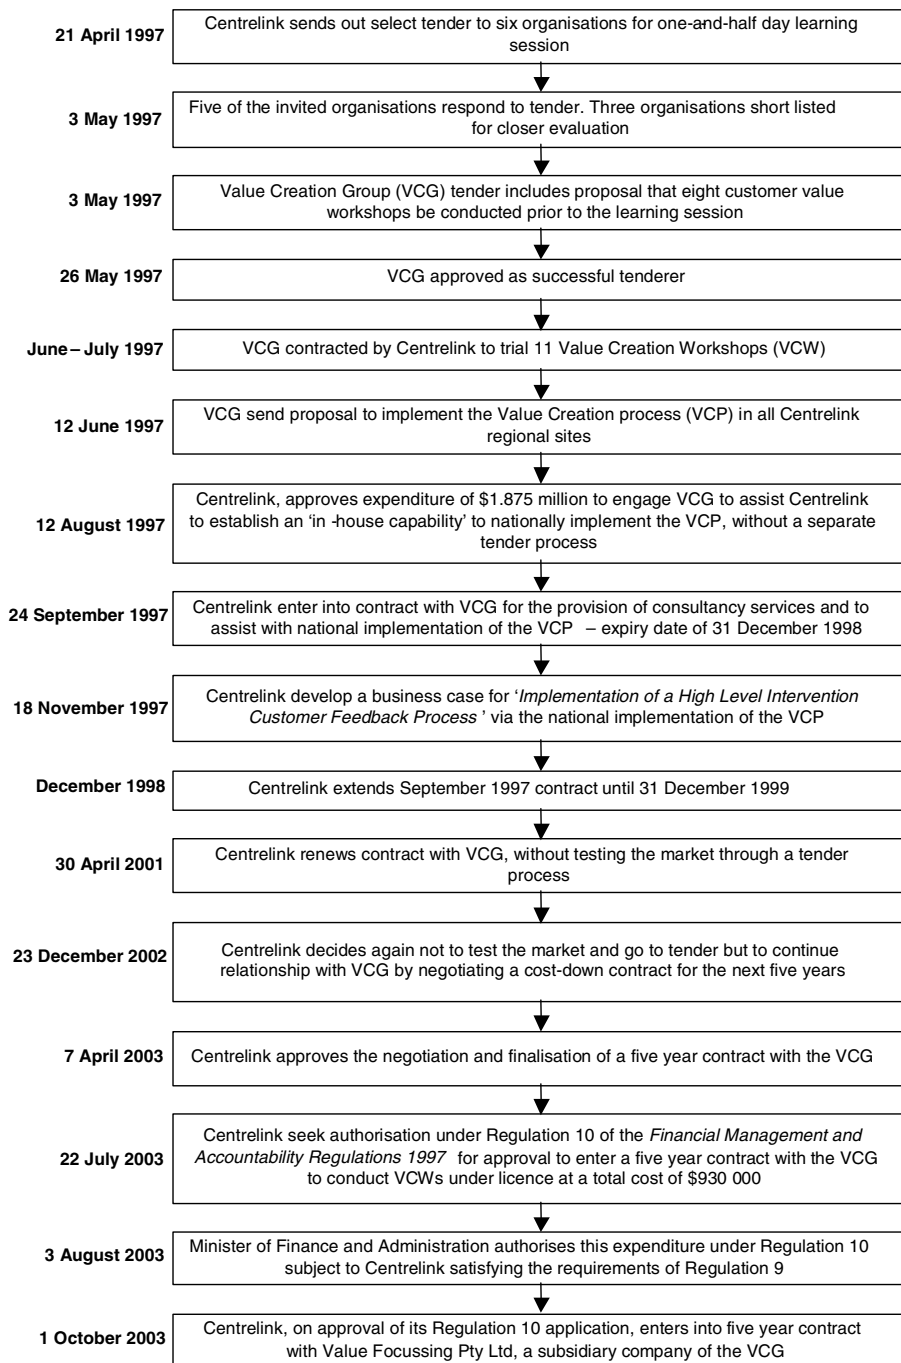 21 April 1997
Centrelink sends out select tender to six organisations for one-and-half day learning
session
3 May 1997
Five of the invited organisations respond to tender. Three organisations short listed
for closer evaluation
3 May 1997
Value Creation Group (VCG) tender includes proposal that eight customer value
workshops be conducted prior to the learning session
26 May 1997
VCG approved as successful tenderer
June – July 1997
VCG contracted by Centrelink to trial 11 Value Creation Workshops (VCW)
12 June 1997
VCG send proposal to implement the Value Creation process (VCP) in all Centrelink
regional sites
12 August 1997
Centrelink, approves expenditure of $1.875 million to engage VCG to assist Centrelink
to establish an ‘in -house capability’ to nationally implement the VCP, without a separate
tender process
24 September 1997
Centrelink enter into contract with VCG for the provision of consultancy services and to
assist with national implementation of the VCP – expiry date of 31 December 1998
18 November 1997
Centrelink develop a business case for ‘Implementation of a High Level Intervention
Customer Feedback Process ’ via the national implementation of the VCP
December 1998
Centrelink extends September 1997 contract until 31 December 1999
30 April 2001
Centrelink renews contract with VCG, without testing the market through a tender
process
23 December 2002
Centrelink decides again not to test the market and go to tender but to continue
relationship with VCG by negotiating a cost-down contract for the next five years
7 April 2003
Centrelink approves the negotiation and finalisation of a five year contract with the VCG
22 July 2003
Centrelink seek authorisation under Regulation 10 of the Financial Management and
Accountability Regulations 1997 for approval to enter a five year contract with the VCG
to conduct VCWs under licence at a total cost of $930 000
3 August 2003
Minister of Finance and Administration authorises this expenditure under Regulation 10
subject to Centrelink satisfying the requirements of Regulation 9
1 October 2003
Centrelink, on approval of its Regulation 10 application, enters into five year contract
with Value Focussing Pty Ltd, a subsidiary company of the VCG